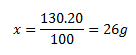 x = 130.20 / 100 = 26g